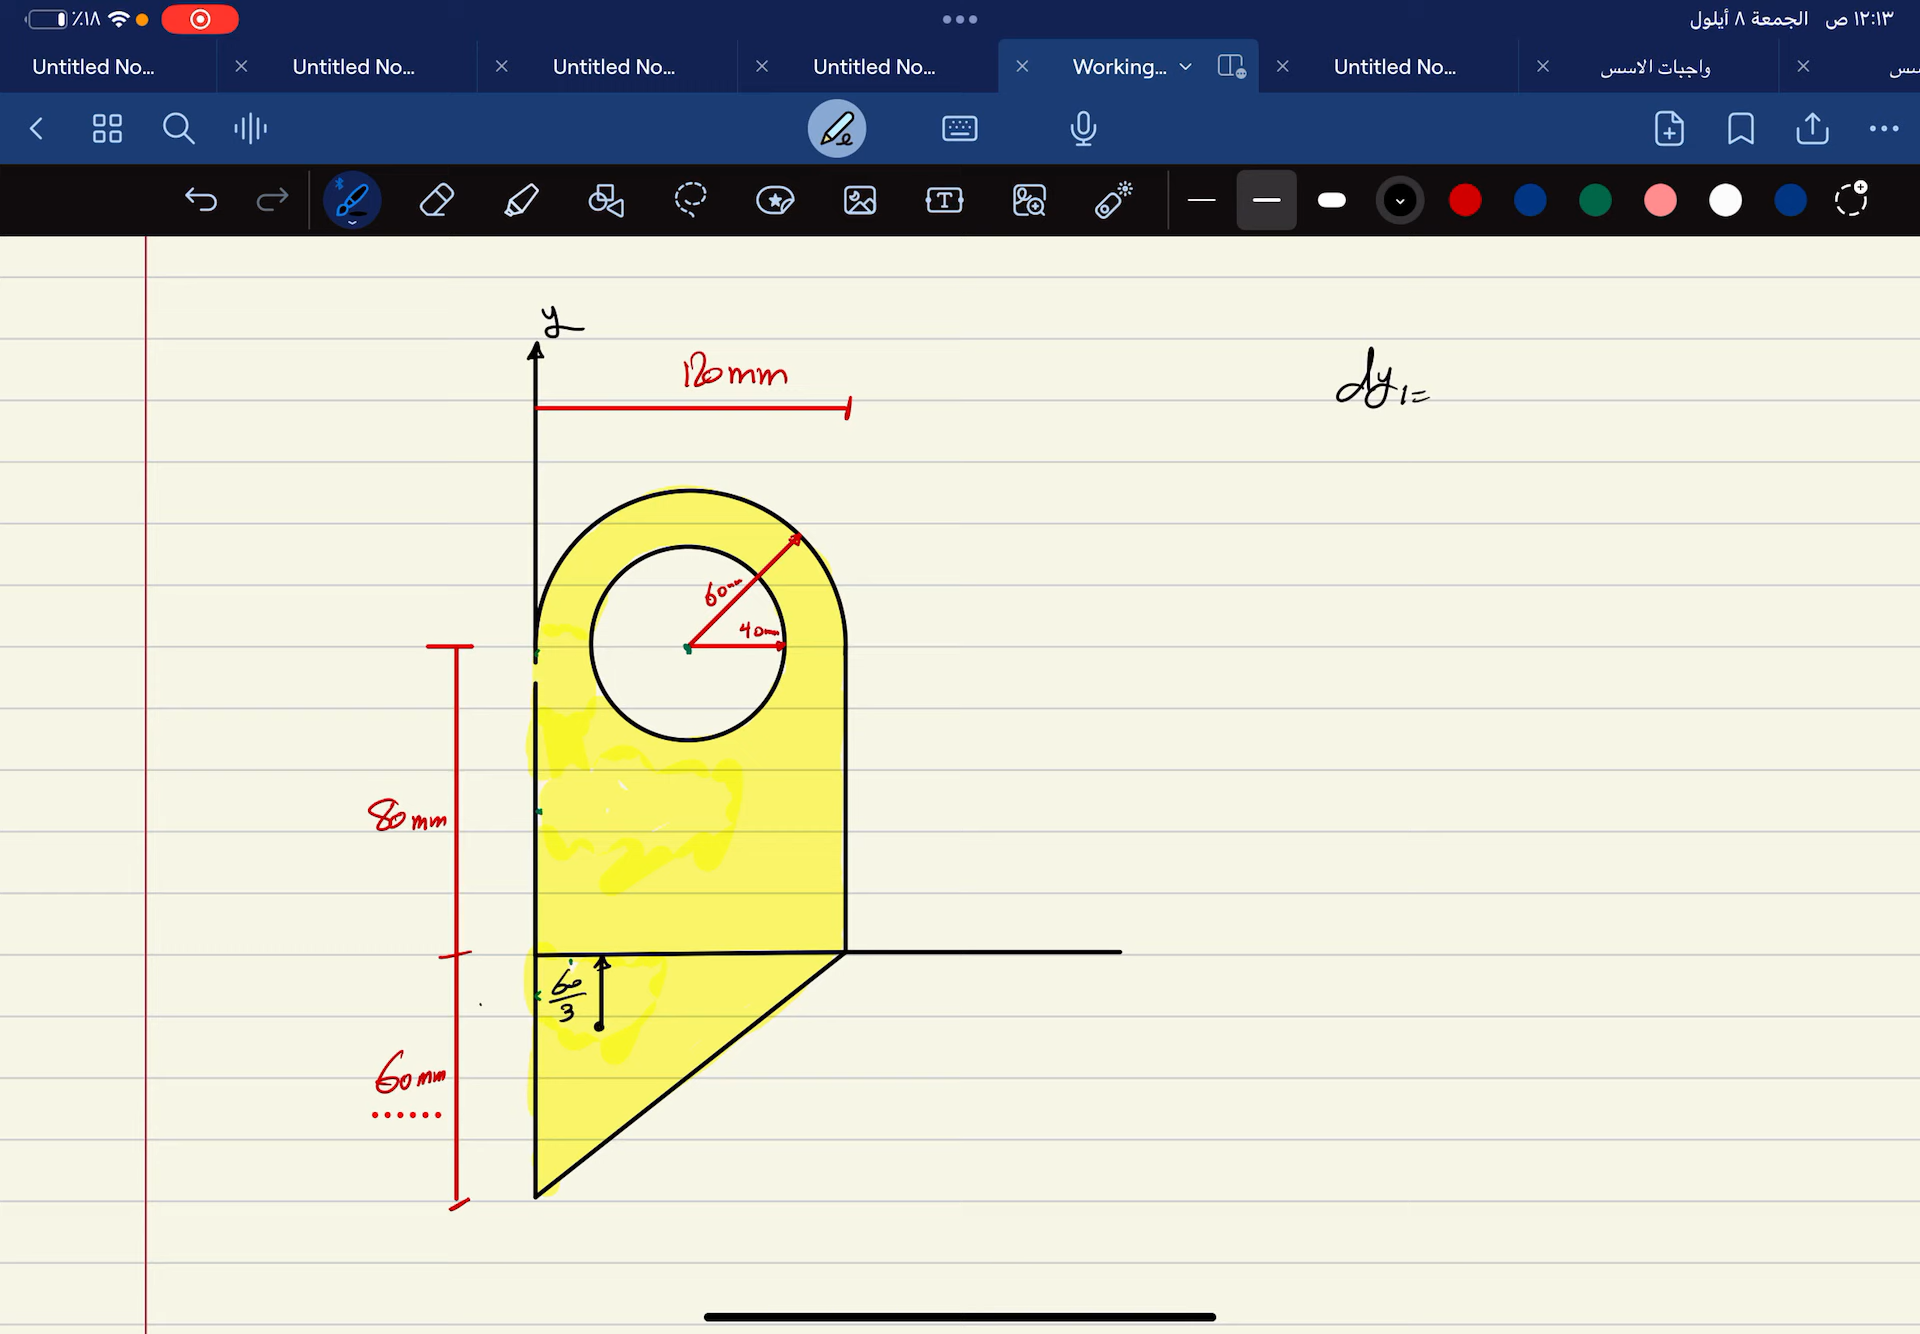 ٪١٨
١٢:١٣ ص الجمعة ٨ أيلول
Untitled No...
Untitled No...
Untitled No...
Untitled No...
Working...
Untitled No...
واجبات الاسس
سس
y
120mm
dy1=
60mm
40mm
80mm
60
3
60mm